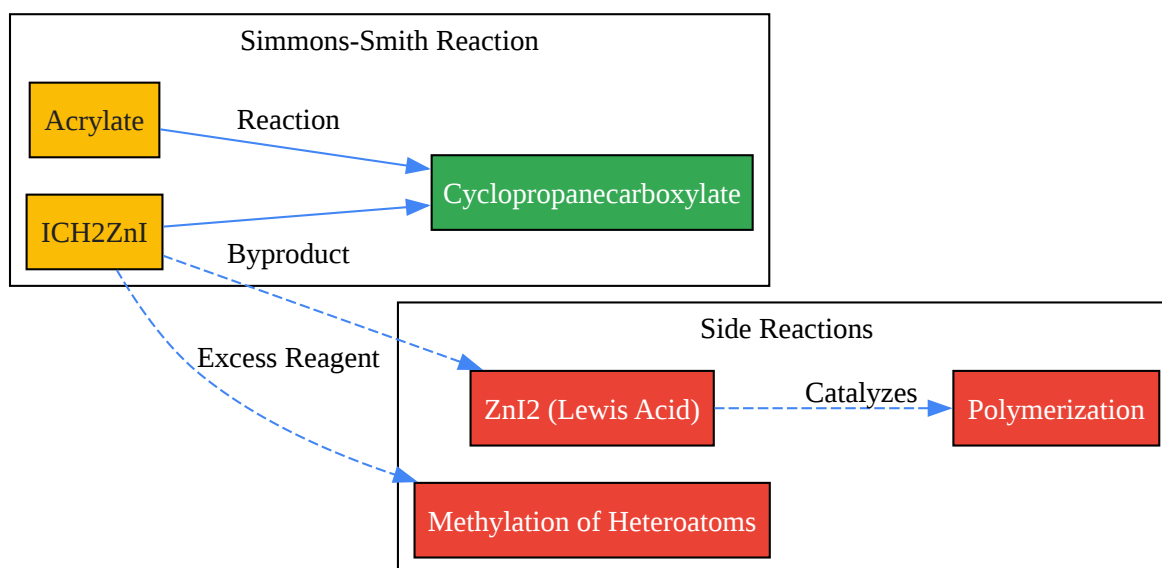 Simmons-Smith Reaction
Acrylate
Reaction
Cyclopropanecarboxylate
ICH2ZnI
Byproduct
Side Reactions
Excess Reagent
ZnI2 (Lewis Acid)
Catalyzes
Polymerization
Methylation of Heteroatoms